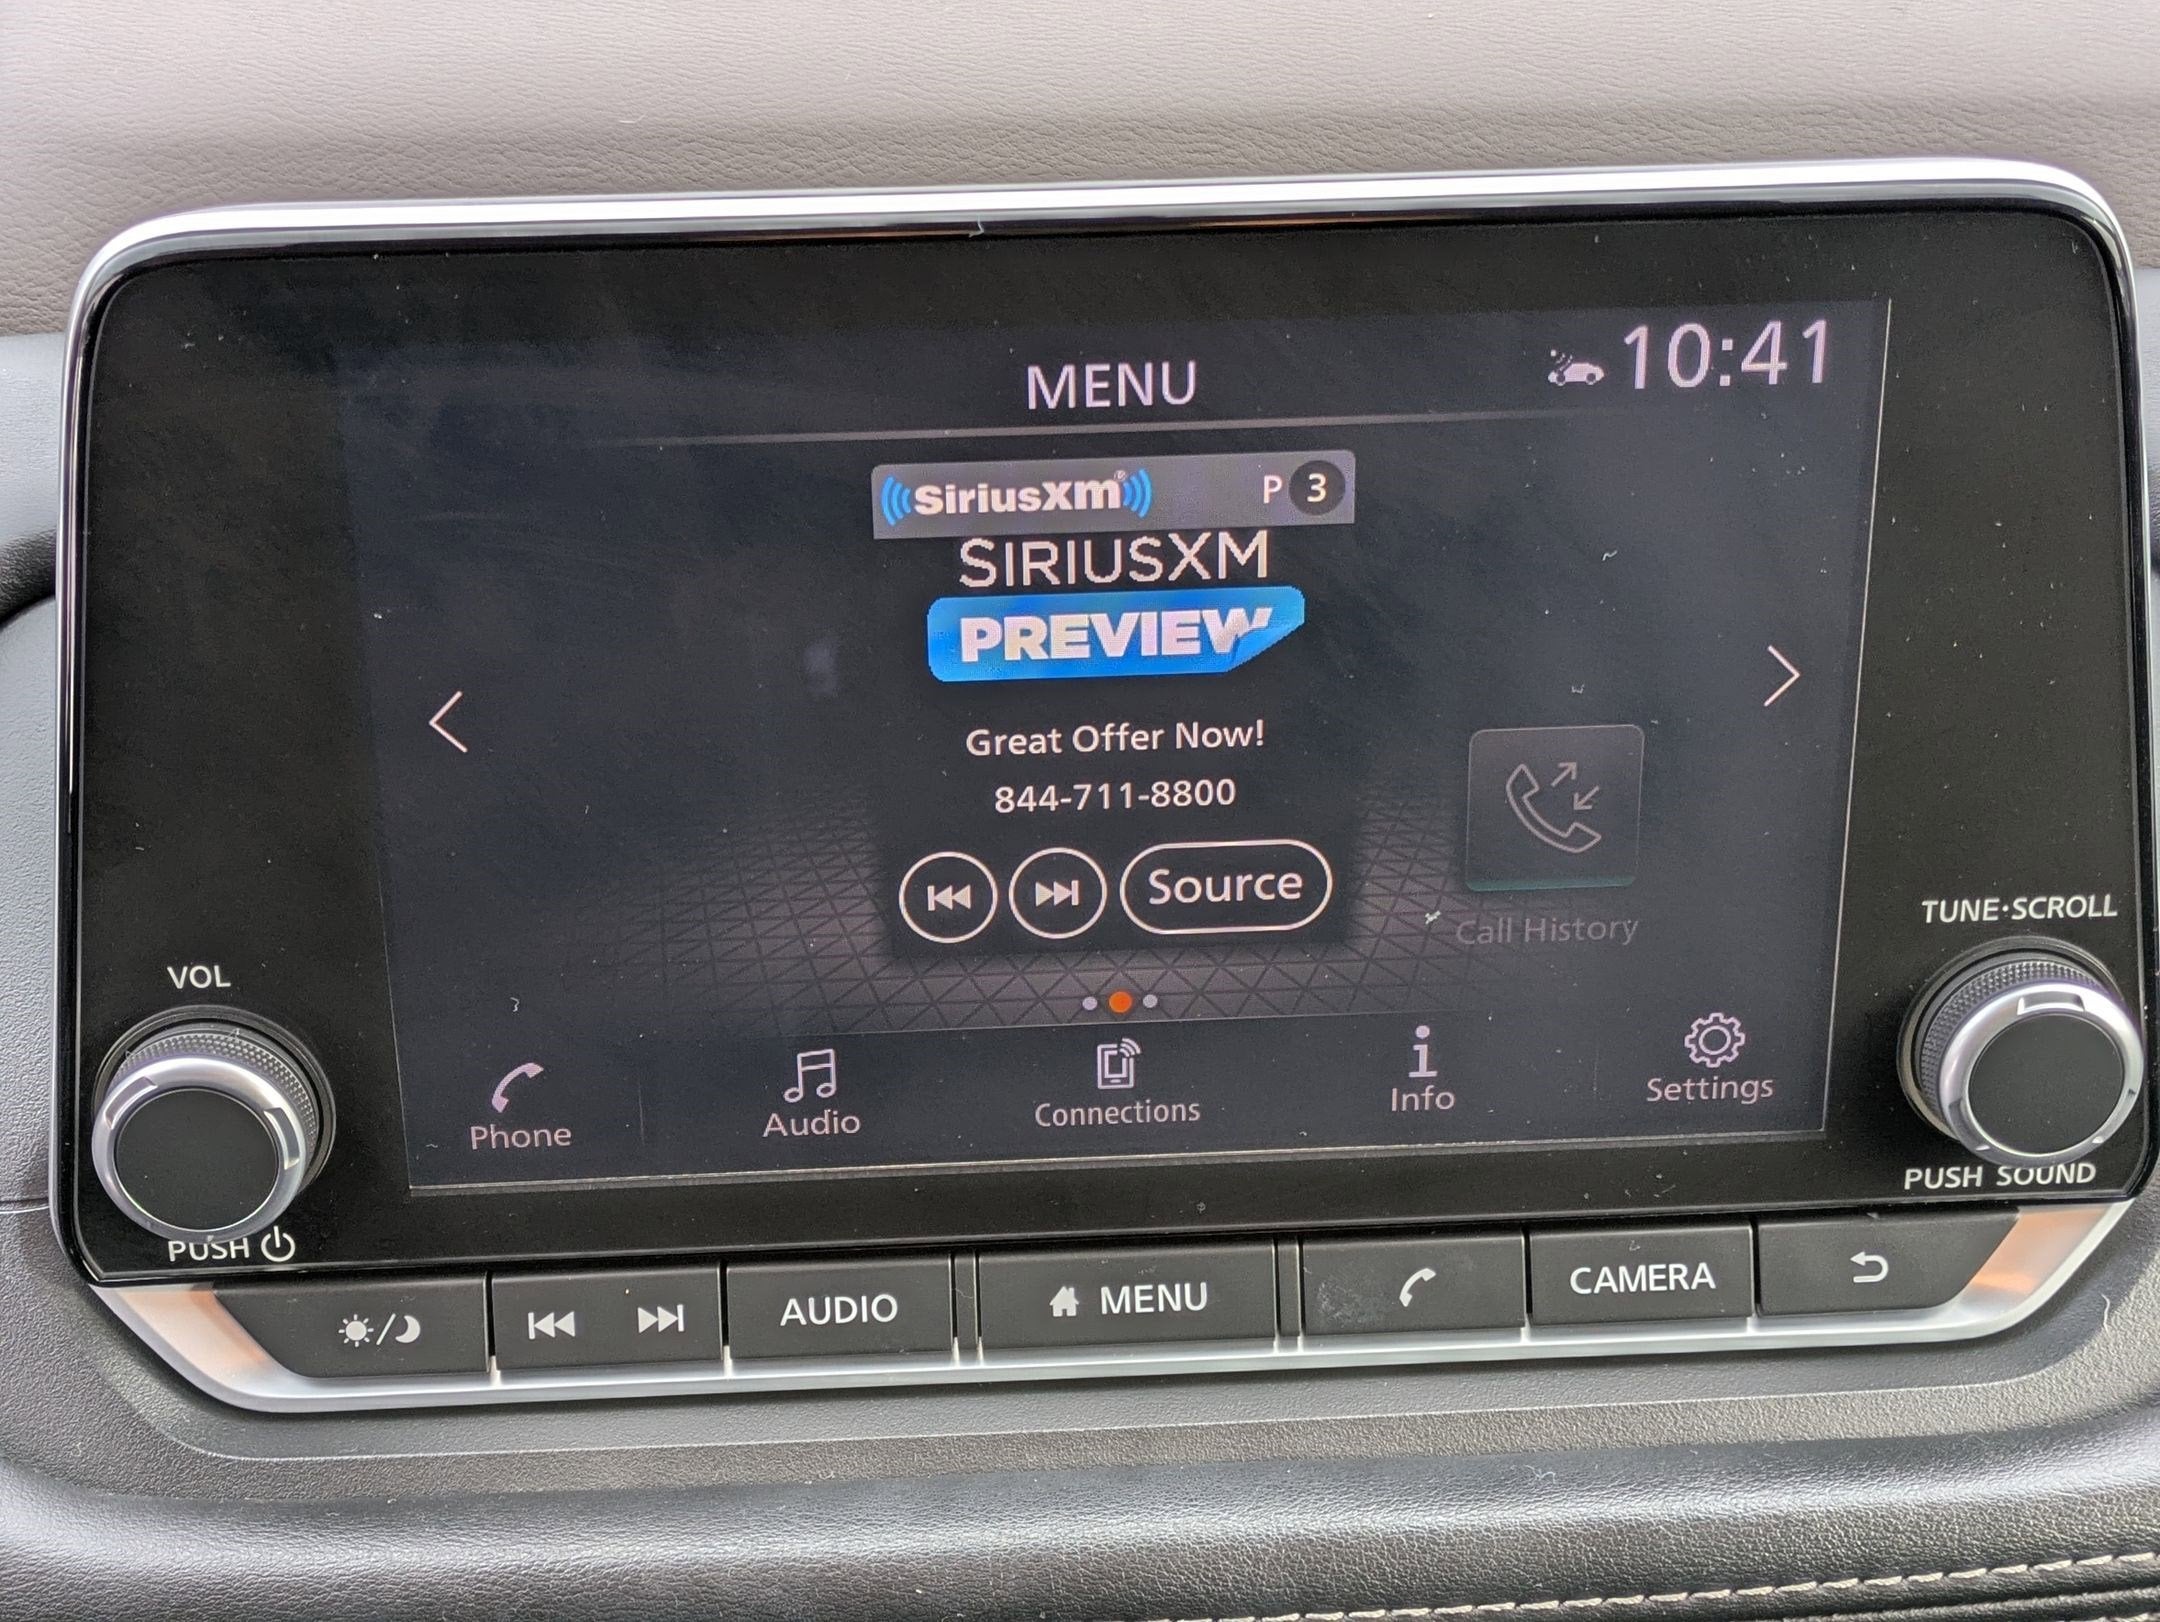 MENU
10:41
SiriusXm® P 3
SIRIUSXM
PREVIEW
Great Offer Now!
844-711-8800
Source
Call History
Phone
Audio
Connections
Info
Settings
VOL
PUSH
TUNE·SCROLL
PUSH SOUND
AUDIO
MENU
CAMERA